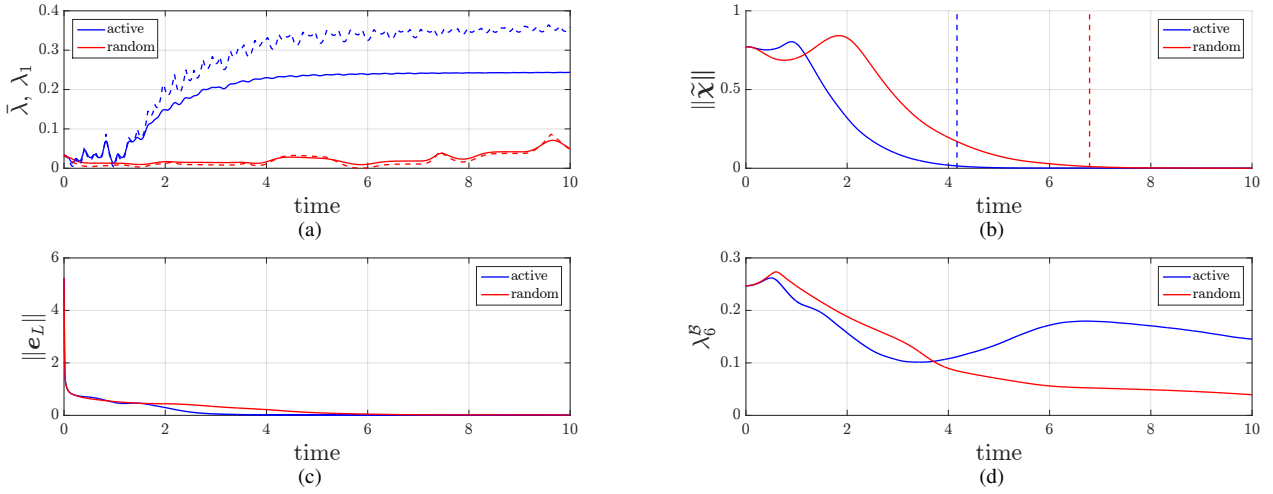 0.4
0.3
0.2
0.1
0
λ̄, λ₁
active
random
0 2 4 6 8 10
time
(a)
1
0.5
0
||χ̃||
active
random
0 2 4 6 8 10
time
(b)
6
4
2
0
||e_L||
active
random
0 2 4 6 8 10
time
(c)
0.3
0.2
0.1
0
λ₆^ℬ
active
random
0 2 4 6 8 10
time
(d)